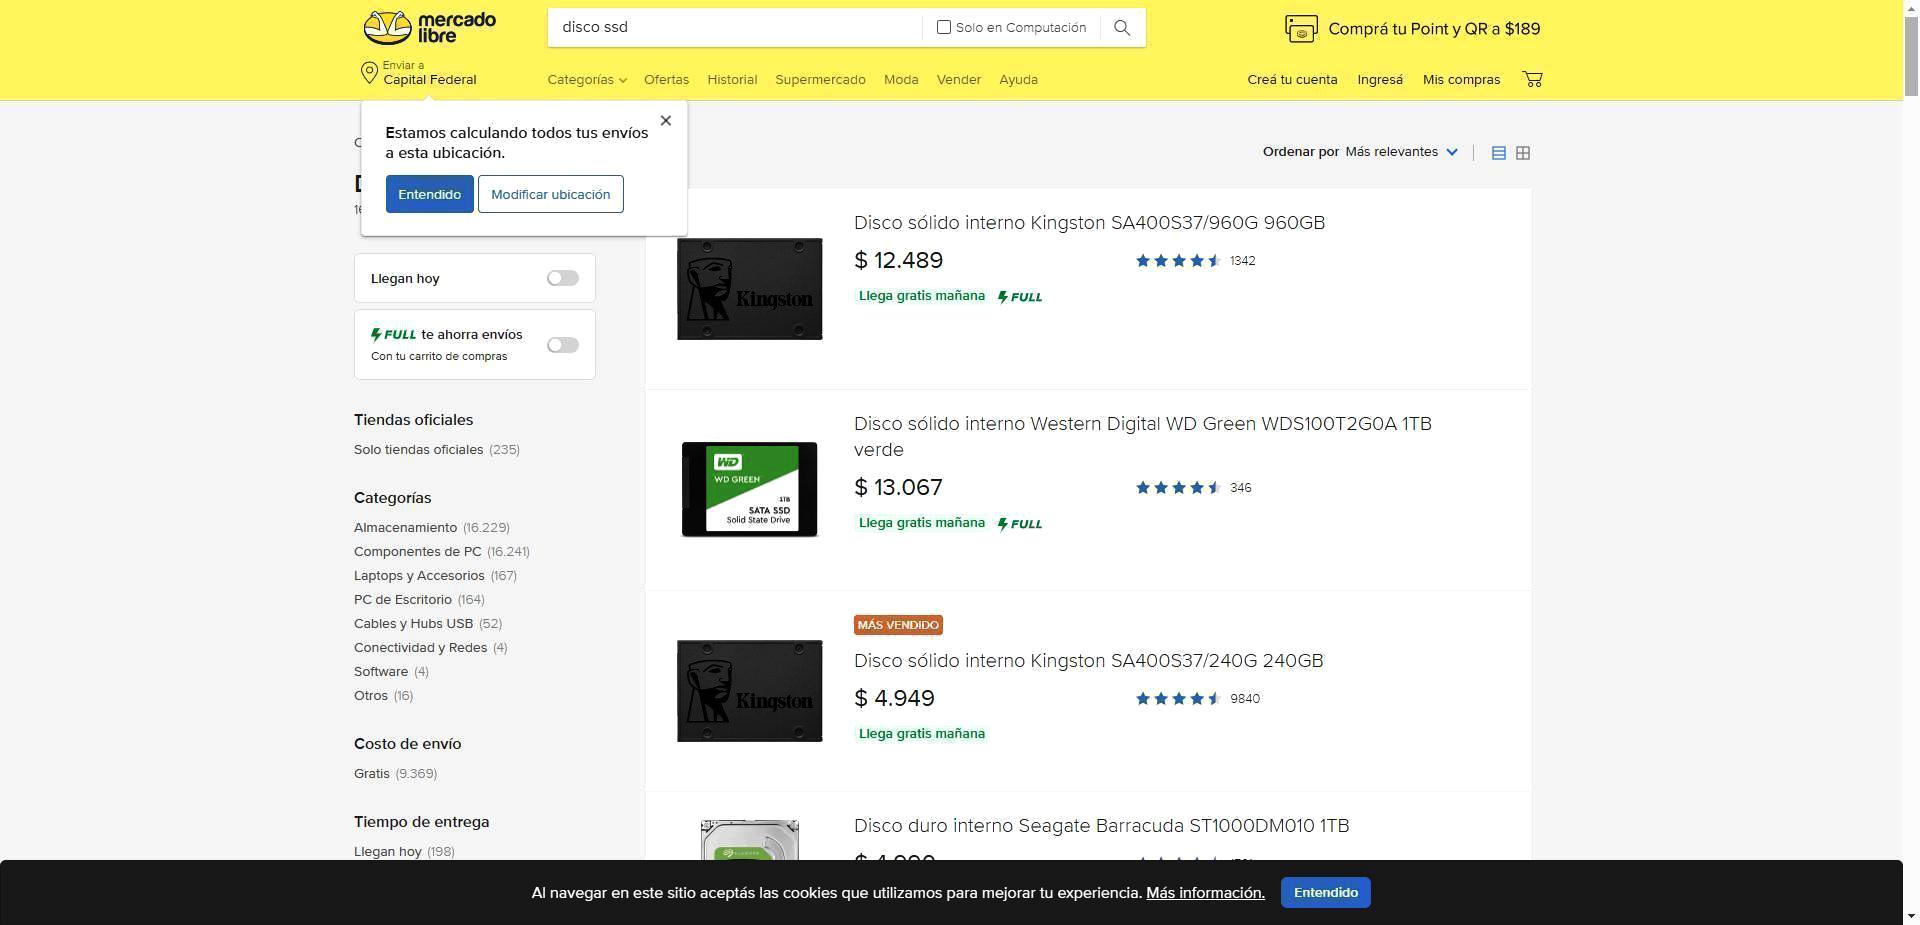 mercado
libre
disco ssd
Solo en Computación
Comprá tu Point y QR a $189
Enviar a
Capital Federal
Categorías
Ofertas
Historial
Supermercado
Moda
Vender
Ayuda
Creá tu cuenta
Ingresá
Mis compras
Estamos calculando todos tus envíos
a esta ubicación.
Entendido
Modificar ubicación
Ordenar por Más relevantes
Llegan hoy
FULL te ahorra envíos
Con tu carrito de compras
Tiendas oficiales
Solo tiendas oficiales (235)
Categorías
Almacenamiento (16.229)
Componentes de PC (16.241)
Laptops y Accesorios (167)
PC de Escritorio (164)
Cables y Hubs USB (52)
Conectividad y Redes (4)
Software (4)
Otros (16)
Costo de envío
Gratis (9.369)
Tiempo de entrega
Llegan hoy (198)
Kingston
Disco sólido interno Kingston SA400S37/960G 960GB
$ 12.489
1342
Llega gratis mañana FULL
WD
WD GREEN
1TB
SATA SSD
Solid State Drive
Disco sólido interno Western Digital WD Green WDS100T2G0A 1TB
verde
$ 13.067
346
Llega gratis mañana FULL
Kingston
MÁS VENDIDO
Disco sólido interno Kingston SA400S37/240G 240GB
$ 4.949
9840
Llega gratis mañana
Disco duro interno Seagate Barracuda ST1000DM010 1TB
Al navegar en este sitio aceptás las cookies que utilizamos para mejorar tu experiencia. Más información.
Entendido